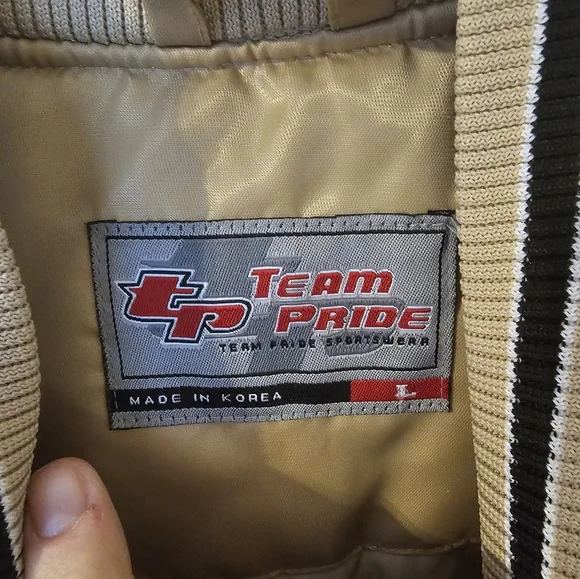 TP
TEAM
PRIDE
TEAM PRIDE SPORTSWEAR
MADE IN KOREA
L